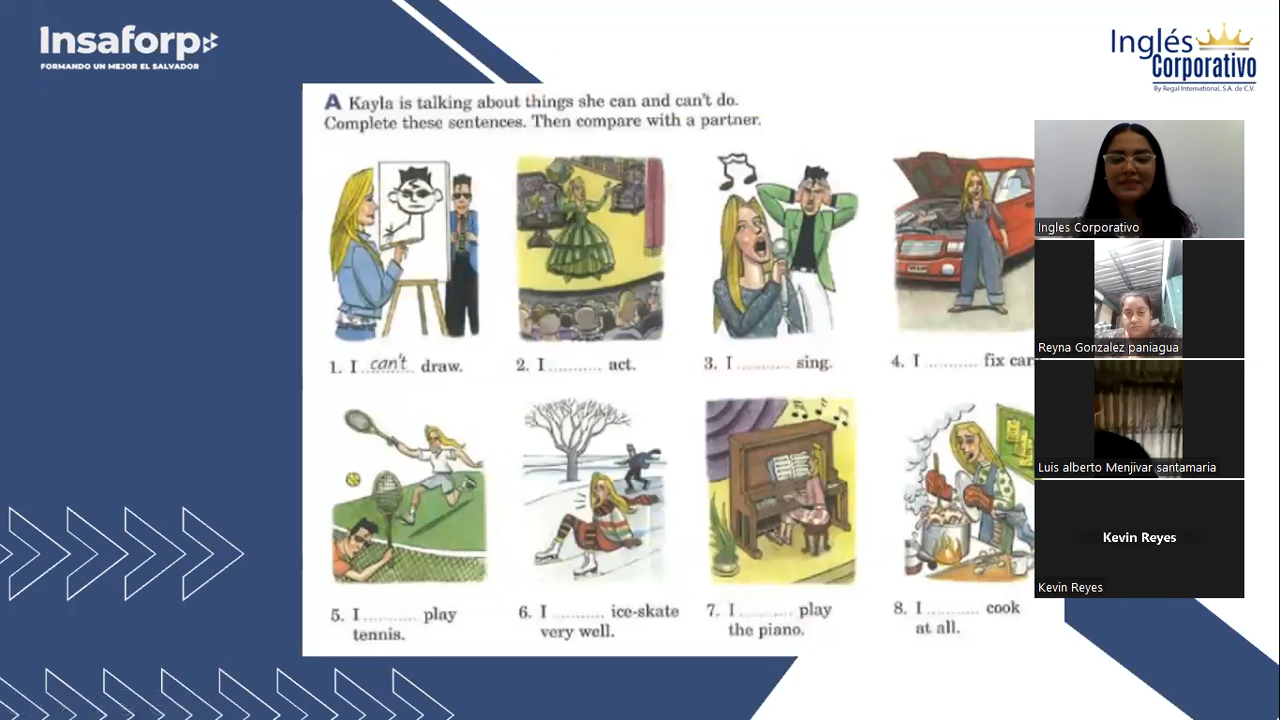 Insaforp
FORMANDO UN MEJOR EL SALVADOR
Inglés
Corporativo
By Regal International, S.A. de C.V.
A Kayla is talking about things she can and can't do.
Complete these sentences. Then compare with a partner.
1. I can't draw.
2. I .......... act.
3. I .......... sing.
4. I .......... fix car
5. I .......... play
tennis.
6. I .......... ice-skate
very well.
7. I .......... play
the piano.
8. I .......... cook
at all.
Ingles Corporativo
Reyna Gonzalez paniagua
Luis alberto Menjivar santamaria
Kevin Reyes
Kevin Reyes